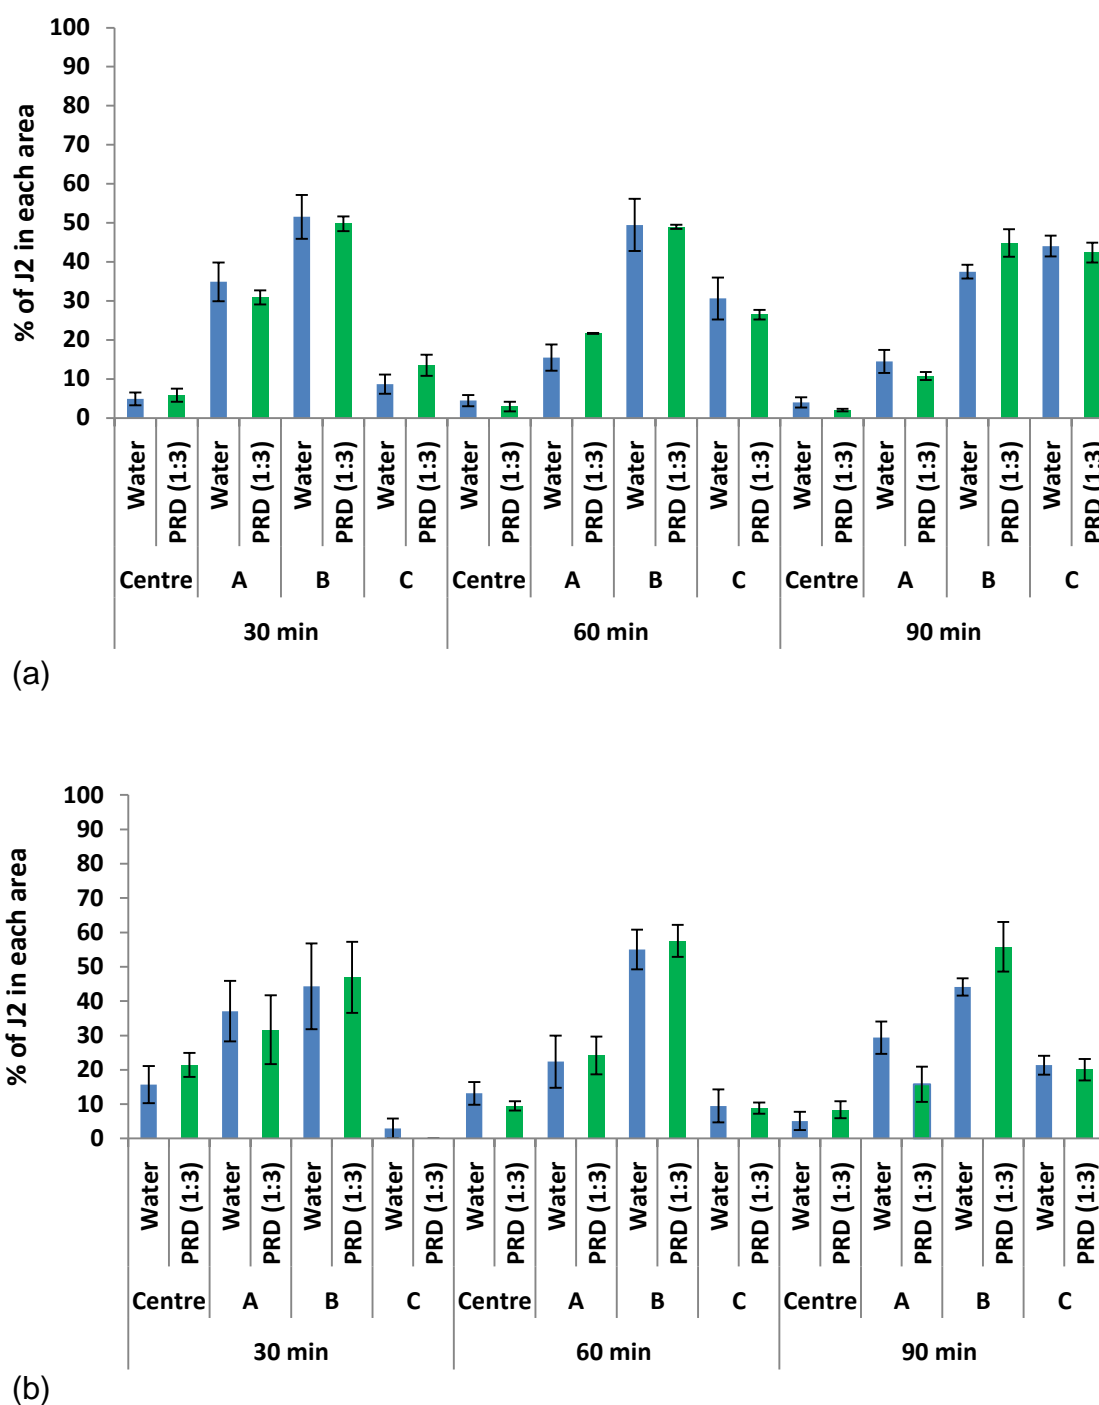 % of J2 in each area
100
90
80
70
60
50
40
30
20
10
0
Water PRD (1:3) Water PRD (1:3) Water PRD (1:3) Water PRD (1:3) Water PRD (1:3) Water PRD (1:3) Water PRD (1:3) Water PRD (1:3) Water PRD (1:3) Water PRD (1:3) Water PRD (1:3) Water PRD (1:3)
Centre A B C Centre A B C Centre A B C
30 min 60 min 90 min
(a)
% of J2 in each area
100
90
80
70
60
50
40
30
20
10
0
Water PRD (1:3) Water PRD (1:3) Water PRD (1:3) Water PRD (1:3) Water PRD (1:3) Water PRD (1:3) Water PRD (1:3) Water PRD (1:3) Water PRD (1:3) Water PRD (1:3) Water PRD (1:3) Water PRD (1:3)
Centre A B C Centre A B C Centre A B C
30 min 60 min 90 min
(b)